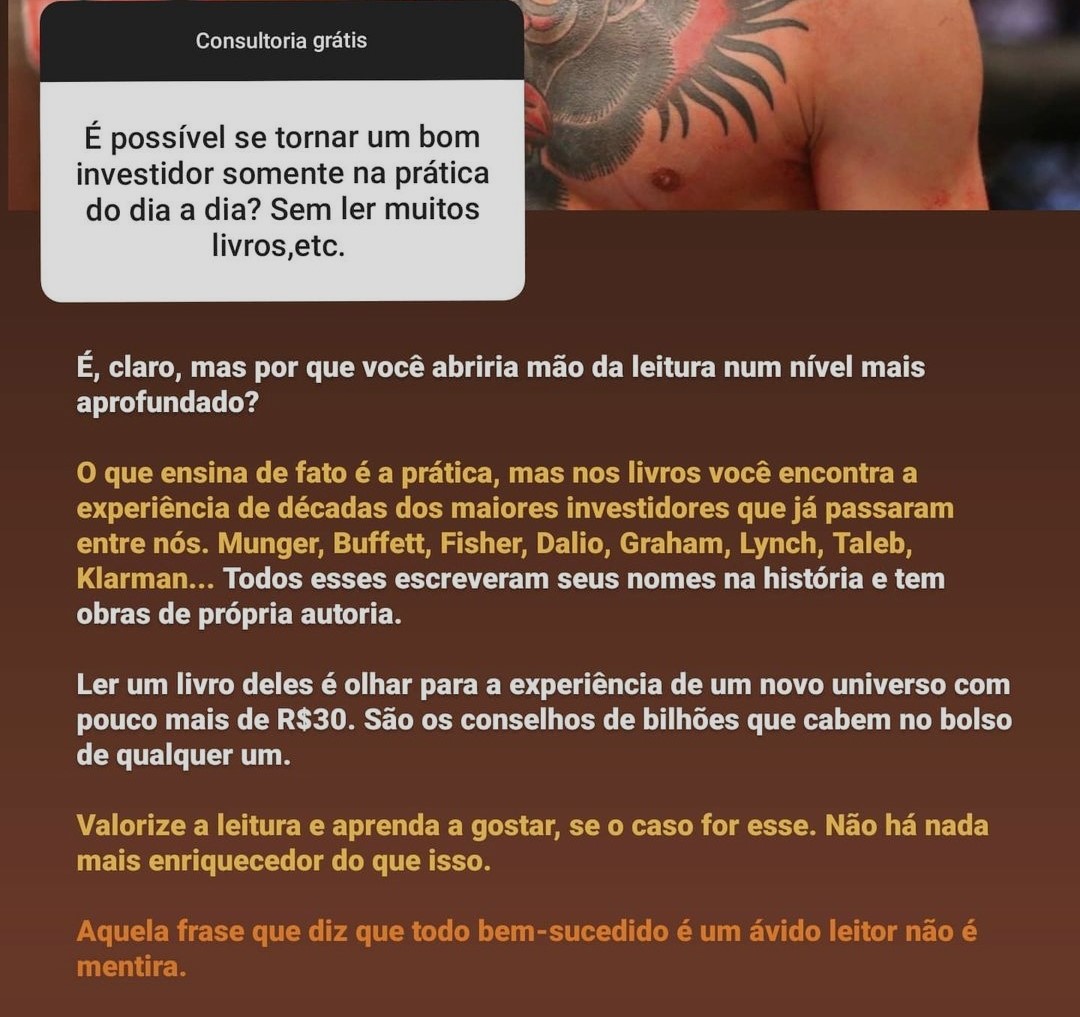 Consultoria grátis
É possível se tornar um bom
investidor somente na prática
do dia a dia? Sem ler muitos
livros,etc.
É, claro, mas por que você abriria mão da leitura num nível mais
aprofundado?
O que ensina de fato é a prática, mas nos livros você encontra a
experiência de décadas dos maiores investidores que já passaram
entre nós. Munger, Buffett, Fisher, Dalio, Graham, Lynch, Taleb,
Klarman... Todos esses escreveram seus nomes na história e tem
obras de própria autoria.
Ler um livro deles é olhar para a experiência de um novo universo com
pouco mais de R$30. São os conselhos de bilhões que cabem no bolso
de qualquer um.
Valorize a leitura e aprenda a gostar, se o caso for esse. Não há nada
mais enriquecedor do que isso.
Aquela frase que diz que todo bem-sucedido é um ávido leitor não é
mentira.